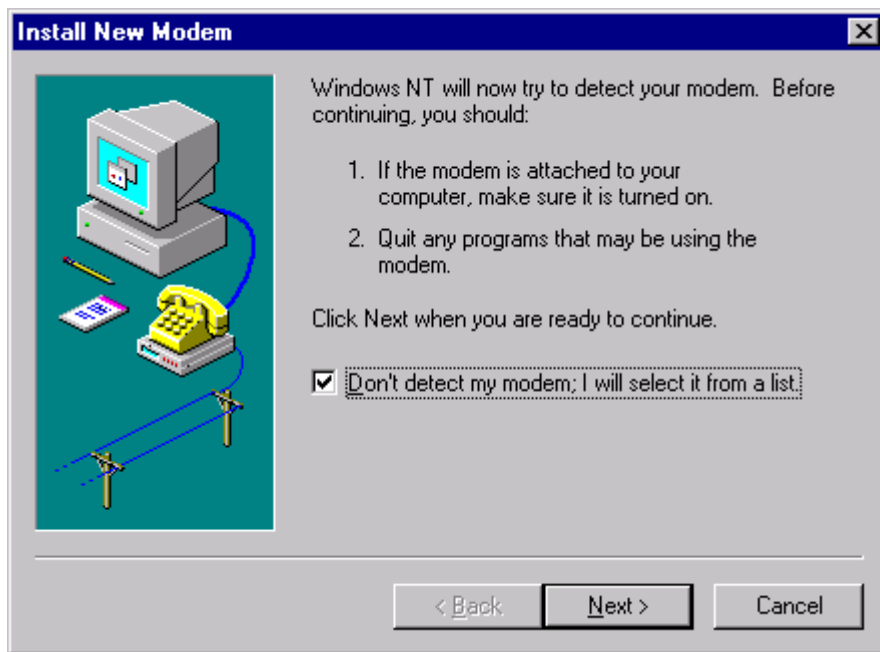 Install New Modem
Windows NT will now try to detect your modem.  Before
continuing, you should:
1.  If the modem is attached to your
computer, make sure it is turned on.
2.  Quit any programs that may be using the
modem.
Click Next when you are ready to continue.
Don't detect my modem; I will select it from a list.
< Back
Next >
Cancel